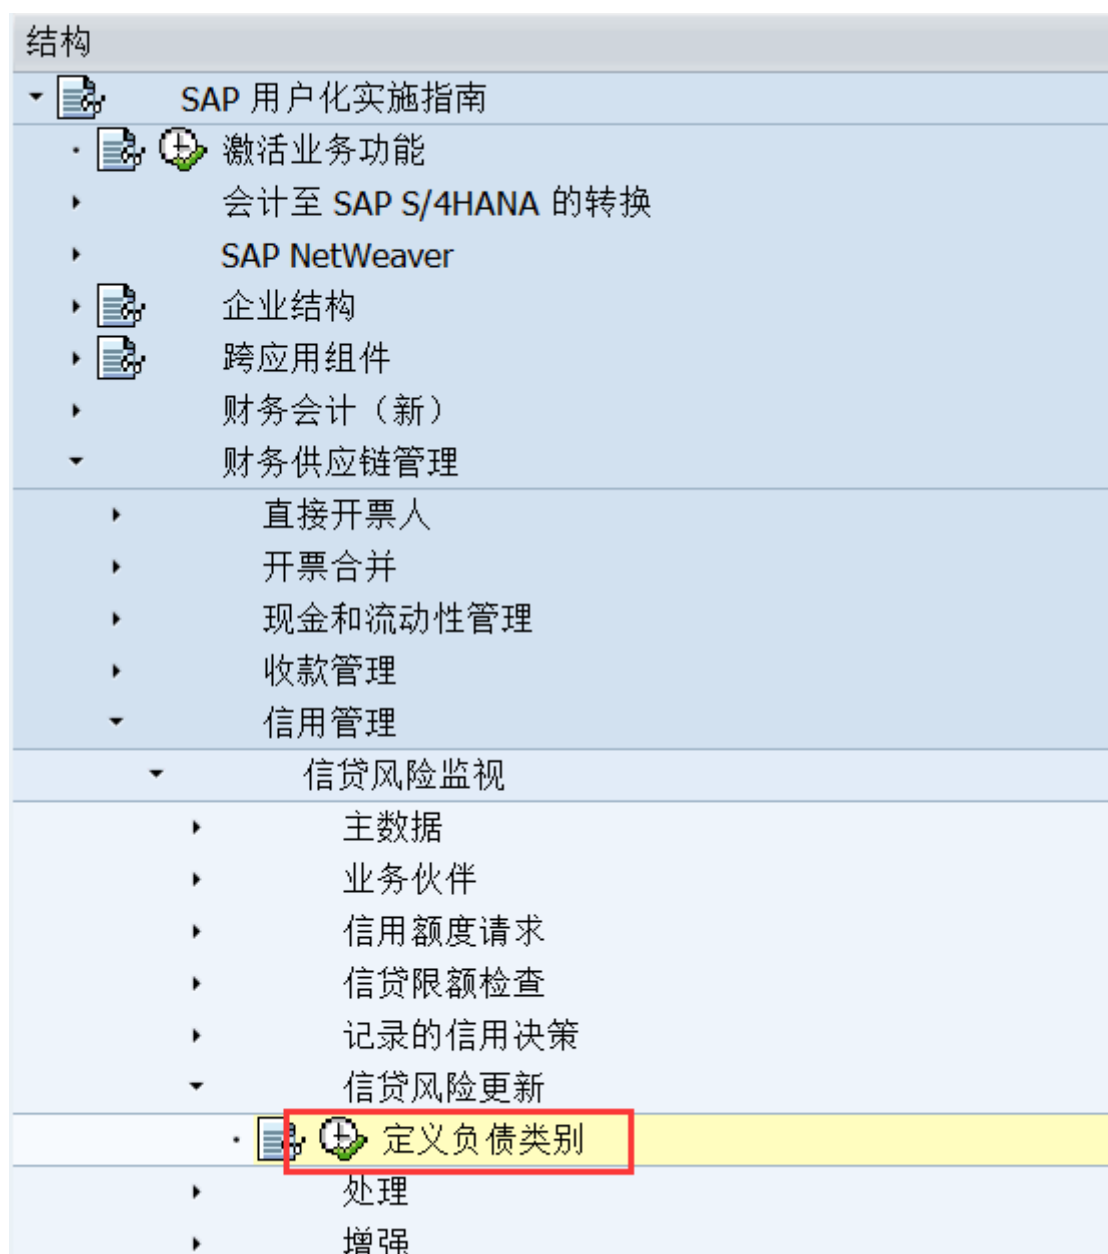 结构
SAP 用户化实施指南
激活业务功能
会计至 SAP S/4HANA 的转换
SAP NetWeaver
企业结构
跨应用组件
财务会计（新）
财务供应链管理
直接开票人
开票合并
现金和流动性管理
收款管理
信用管理
信贷风险监视
主数据
业务伙伴
信用额度请求
信贷限额检查
记录的信用决策
信贷风险更新
定义负债类别
处理
增强